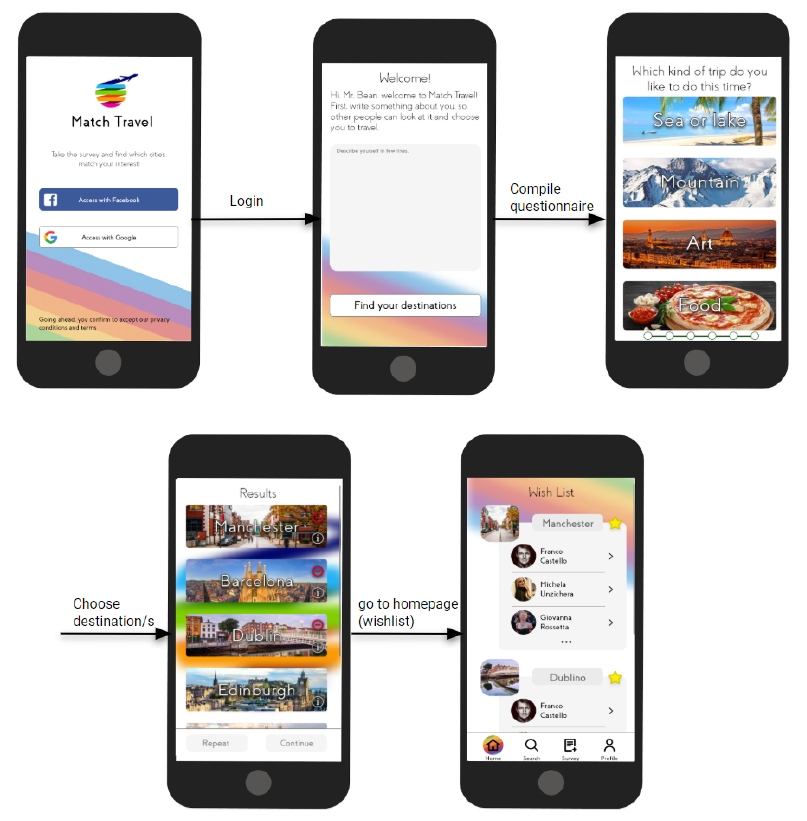 Match Travel
Take the survey and find which cities
match your interest!
Access with Facebook
Access with Google
Going ahead, you confirm to accept our privacy
conditions and terms
Login
Welcome!
Hi, Mr. Bean, welcome to Match Travel!
First, write something about you, so
other people can look at it and choose
you to travel.
Describe yourself in few lines..
Find your destinations
Compile
questionnaire
Which kind of trip do you
like to do this time?
Sea or lake
Mountain
Art
Food
Choose
destination/s
Results
Manchester
Barcelona
Dublin
Edinburgh
Repeat
Continue
go to homepage
(wishlist)
Wish List
Manchester
Franco
Castello
Michela
Unzichera
Giovanna
Rossetta
...
Dublino
Franco
Castello
Home
Search
Survey
Profile